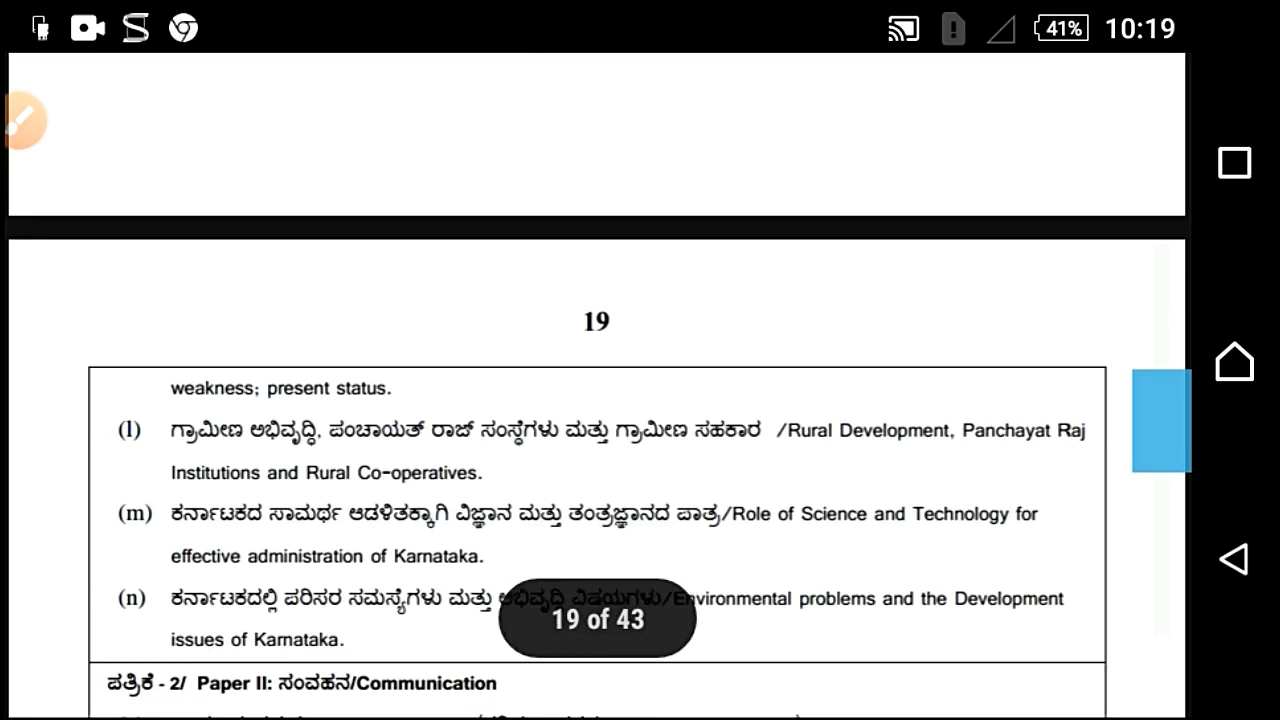 41% 10:19
19
weakness; present status.
(l) ಗ್ರಾಮೀಣ ಅಭಿವೃದ್ಧಿ, ಪಂಚಾಯತ್ ರಾಜ್ ಸಂಸ್ಥೆಗಳು ಮತ್ತು ಗ್ರಾಮೀಣ ಸಹಕಾರ /Rural Development, Panchayat Raj
Institutions and Rural Co-operatives.
(m) ಕರ್ನಾಟಕದ ಸಾಮರ್ಥ ಆಡಳಿತಕ್ಕಾಗಿ ವಿಜ್ಞಾನ ಮತ್ತು ತಂತ್ರಜ್ಞಾನದ ಪಾತ್ರ/Role of Science and Technology for
effective administration of Karnataka.
(n) ಕರ್ನಾಟಕದಲ್ಲಿ ಪರಿಸರ ಸಮಸ್ಯೆಗಳು ಮತ್ತು ಅಭಿವೃದ್ಧಿ ವಿಷಯಗಳು/Environmental problems and the Development
19 of 43
issues of Karnataka.
ಪತ್ರಿಕೆ - 2/ Paper II: ಸಂವಹನ/Communication